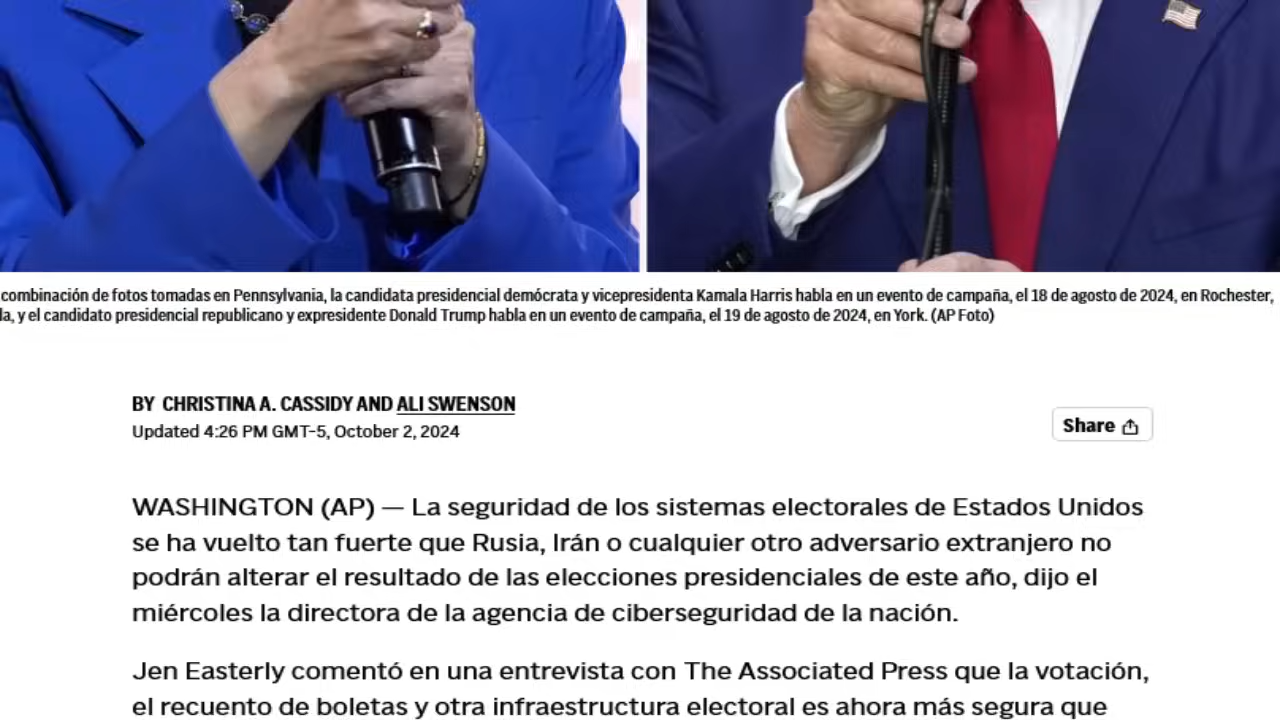 combinación de fotos tomadas en Pennsylvania, la candidata presidencial demócrata y vicepresidenta Kamala Harris habla en un evento de campaña, el 18 de agosto de 2024, en Rochester,
la, y el candidato presidencial republicano y expresidente Donald Trump habla en un evento de campaña, el 19 de agosto de 2024, en York. (AP Foto)
BY CHRISTINA A. CASSIDY AND ALI SWENSON
Updated 4:26 PM GMT-5, October 2, 2024
Share
WASHINGTON (AP) — La seguridad de los sistemas electorales de Estados Unidos
se ha vuelto tan fuerte que Rusia, Irán o cualquier otro adversario extranjero no
podrán alterar el resultado de las elecciones presidenciales de este año, dijo el
miércoles la directora de la agencia de ciberseguridad de la nación.
Jen Easterly comentó en una entrevista con The Associated Press que la votación,
el recuento de boletas y otra infraestructura electoral es ahora más segura que